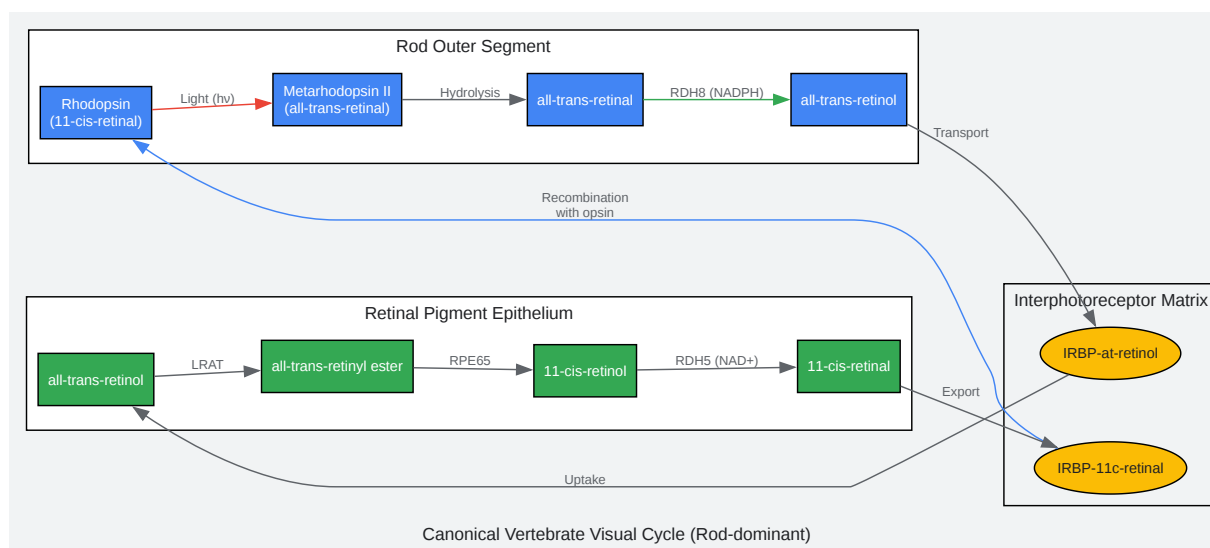 Rod Outer Segment
Rhodopsin
(11-cis-retinal)
Light (hν)
Metarhodopsin II
(all-trans-retinal)
Hydrolysis
all-trans-retinal
RDH8 (NADPH)
all-trans-retinol
Transport
Recombination
with opsin
Interphotoreceptor Matrix
IRBP-at-retinol
IRBP-11c-retinal
Retinal Pigment Epithelium
all-trans-retinol
LRAT
all-trans-retinyl ester
RPE65
11-cis-retinol
RDH5 (NAD+)
11-cis-retinal
Export
Uptake
Canonical Vertebrate Visual Cycle (Rod-dominant)